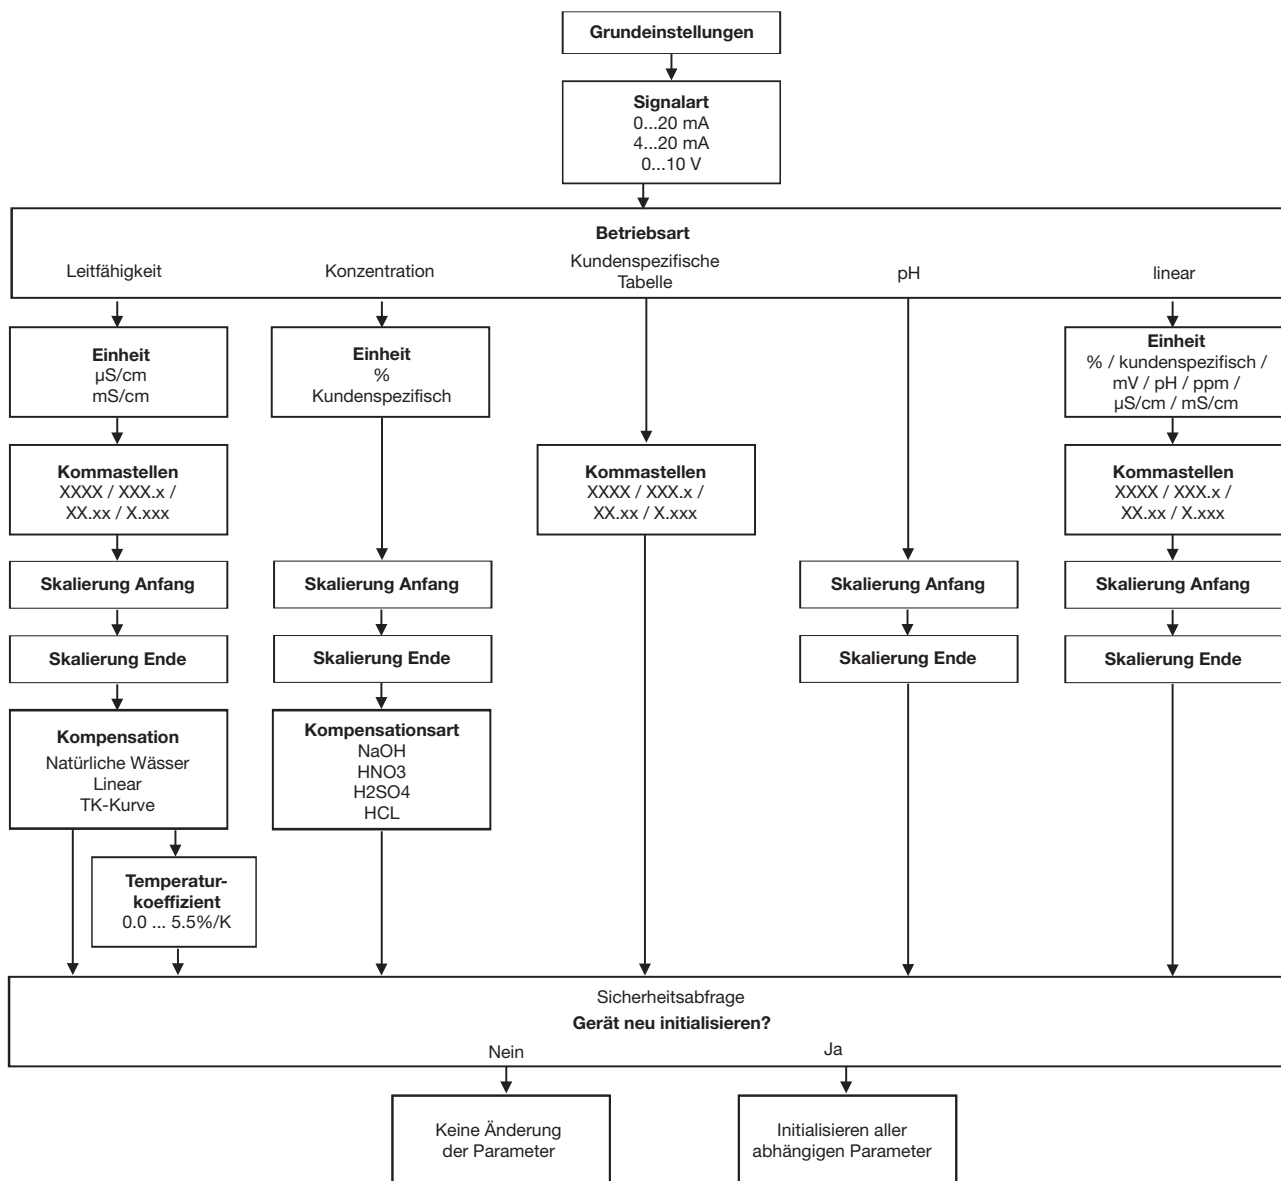 Grundeinstellungen
Signalart
0...20 mA
4...20 mA
0...10 V
Betriebsart
Leitfähigkeit
Konzentration
Kundenspezifische
Tabelle
pH
linear
Einheit
µS/cm
mS/cm
Einheit
%
Kundenspezifisch
Einheit
% / kundenspezifisch /
mV / pH / ppm /
µS/cm / mS/cm
Kommastellen
XXXX / XXX.x /
XX.xx / X.xxx
Kommastellen
XXXX / XXX.x /
XX.xx / X.xxx
Kommastellen
XXXX / XXX.x /
XX.xx / X.xxx
Skalierung Anfang
Skalierung Anfang
Skalierung Anfang
Skalierung Anfang
Skalierung Ende
Skalierung Ende
Skalierung Ende
Skalierung Ende
Kompensation
Natürliche Wässer
Linear
TK-Kurve
Kompensationsart
NaOH
HNO3
H2SO4
HCL
Temperatur-
koeffizient
0.0 ... 5.5%/K
Sicherheitsabfrage
Gerät neu initialisieren?
Nein
Ja
Keine Änderung
der Parameter
Initialisieren aller
abhängigen Parameter